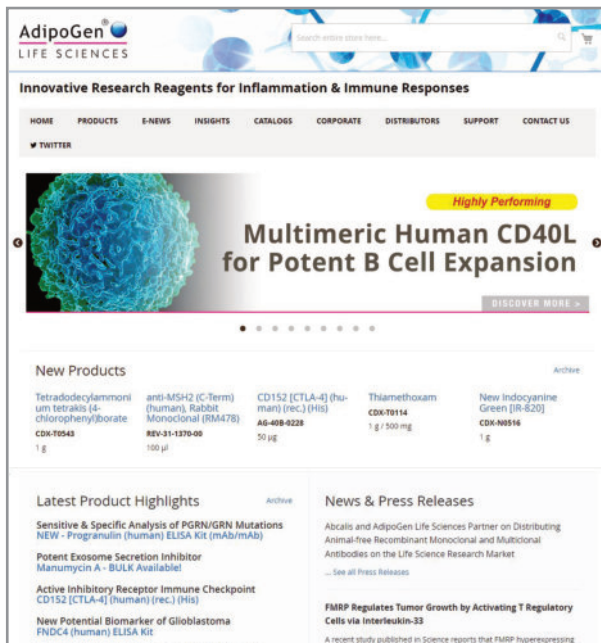 AdipoGen®
LIFE SCIENCES
Search entire store here...
Innovative Research Reagents for Inflammation & Immune Responses
HOME PRODUCTS E-NEWS INSIGHTS CATALOGS CORPORATE DISTRIBUTORS SUPPORT CONTACT US
TWITTER
Highly Performing
Multimeric Human CD40L
for Potent B Cell Expansion
DISCOVER MORE >
New Products
Archive
Tetradodecylammoni
um tetrakis (4-
chlorophenyl)borate
CDX-T0543
1 g
anti-MSH2 (C-Term)
(human), Rabbit
Monoclonal (RM478)
REV-31-1370-00
100 µl
CD152 [CTLA-4] (hu-
man) (rec.) (His)
AG-40B-0228
50 µg
Thiamethoxam
CDX-T0114
1 g / 500 mg
New Indocyanine
Green [IR-820]
CDX-N0516
1 g
Latest Product Highlights
Archive
Sensitive & Specific Analysis of PGRN/GRN Mutations
NEW - Progranulin (human) ELISA Kit (mAb/mAb)
Potent Exosome Secretion Inhibitor
Manumycin A - BULK Available!
Active Inhibitory Receptor Immune Checkpoint
CD152 [CTLA-4] (human) (rec.) (His)
New Potential Biomarker of Glioblastoma
FNDC4 (human) ELISA Kit
News & Press Releases
Abcalis and AdipoGen Life Sciences Partner on Distributing
Animal-free Recombinant Monoclonal and Multiclonal
Antibodies on the Life Science Research Market
... See all Press Releases
FMRP Regulates Tumor Growth by Activating T Regulatory
Cells via Interleukin-33
A recent study published in Science reports that FMRP hyperexpressing